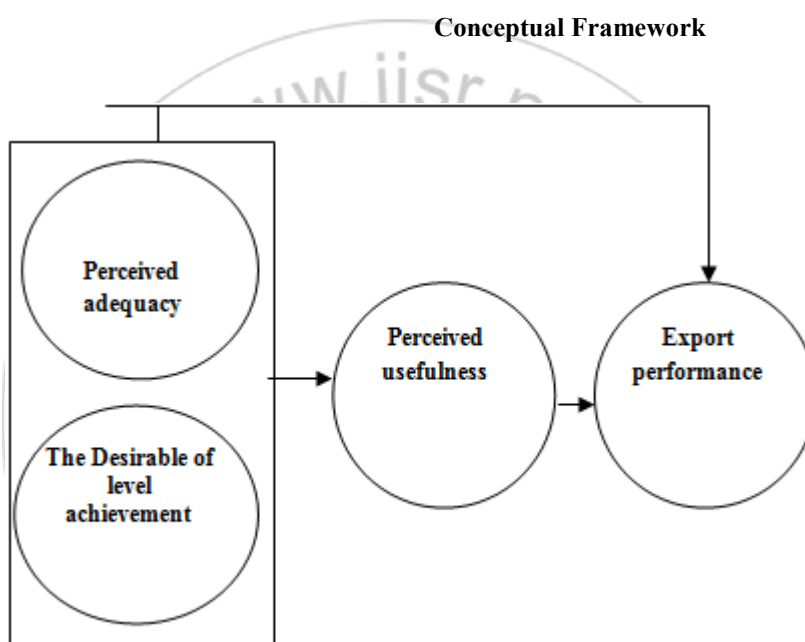 Conceptual Framework
Perceived
adequacy
Perceived
usefulness
Export
performance
The Desirable of
level
achievement